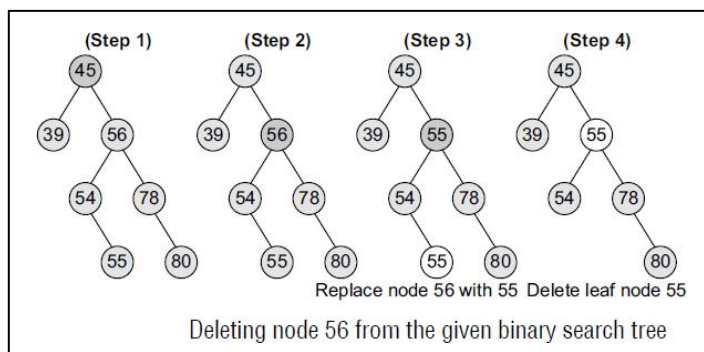 (Step 1) (Step 2) (Step 3) (Step 4)
45 45 45 45
39 56 39 56 39 55 39 55
54 78 54 78 54 78 54 78
55 80 55 80 55 80 80
Replace node 56 with 55 Delete leaf node 55
Deleting node 56 from the given binary search tree